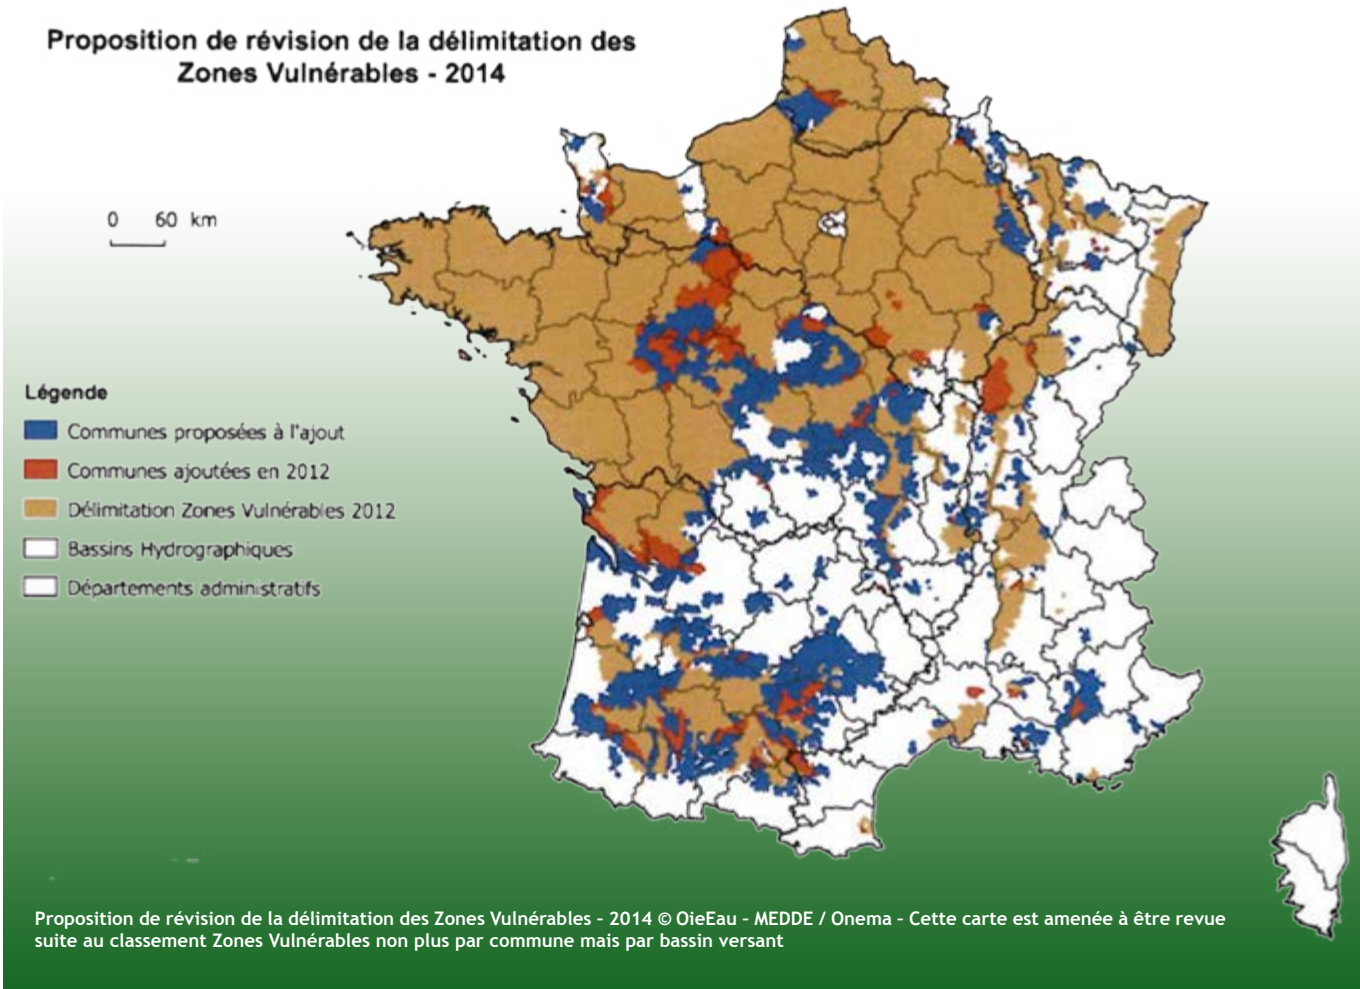 Proposition de révision de la délimitation des
Zones Vulnérables - 2014
0 60 km
Légende
Communes proposées à l'ajout
Communes ajoutées en 2012
Délimitation Zones Vulnérables 2012
Bassins Hydrographiques
Départements administratifs
Proposition de révision de la délimitation des Zones Vulnérables - 2014 © OieEau - MEDDE / Onema - Cette carte est amenée à être revue
suite au classement Zones Vulnérables non plus par commune mais par bassin versant